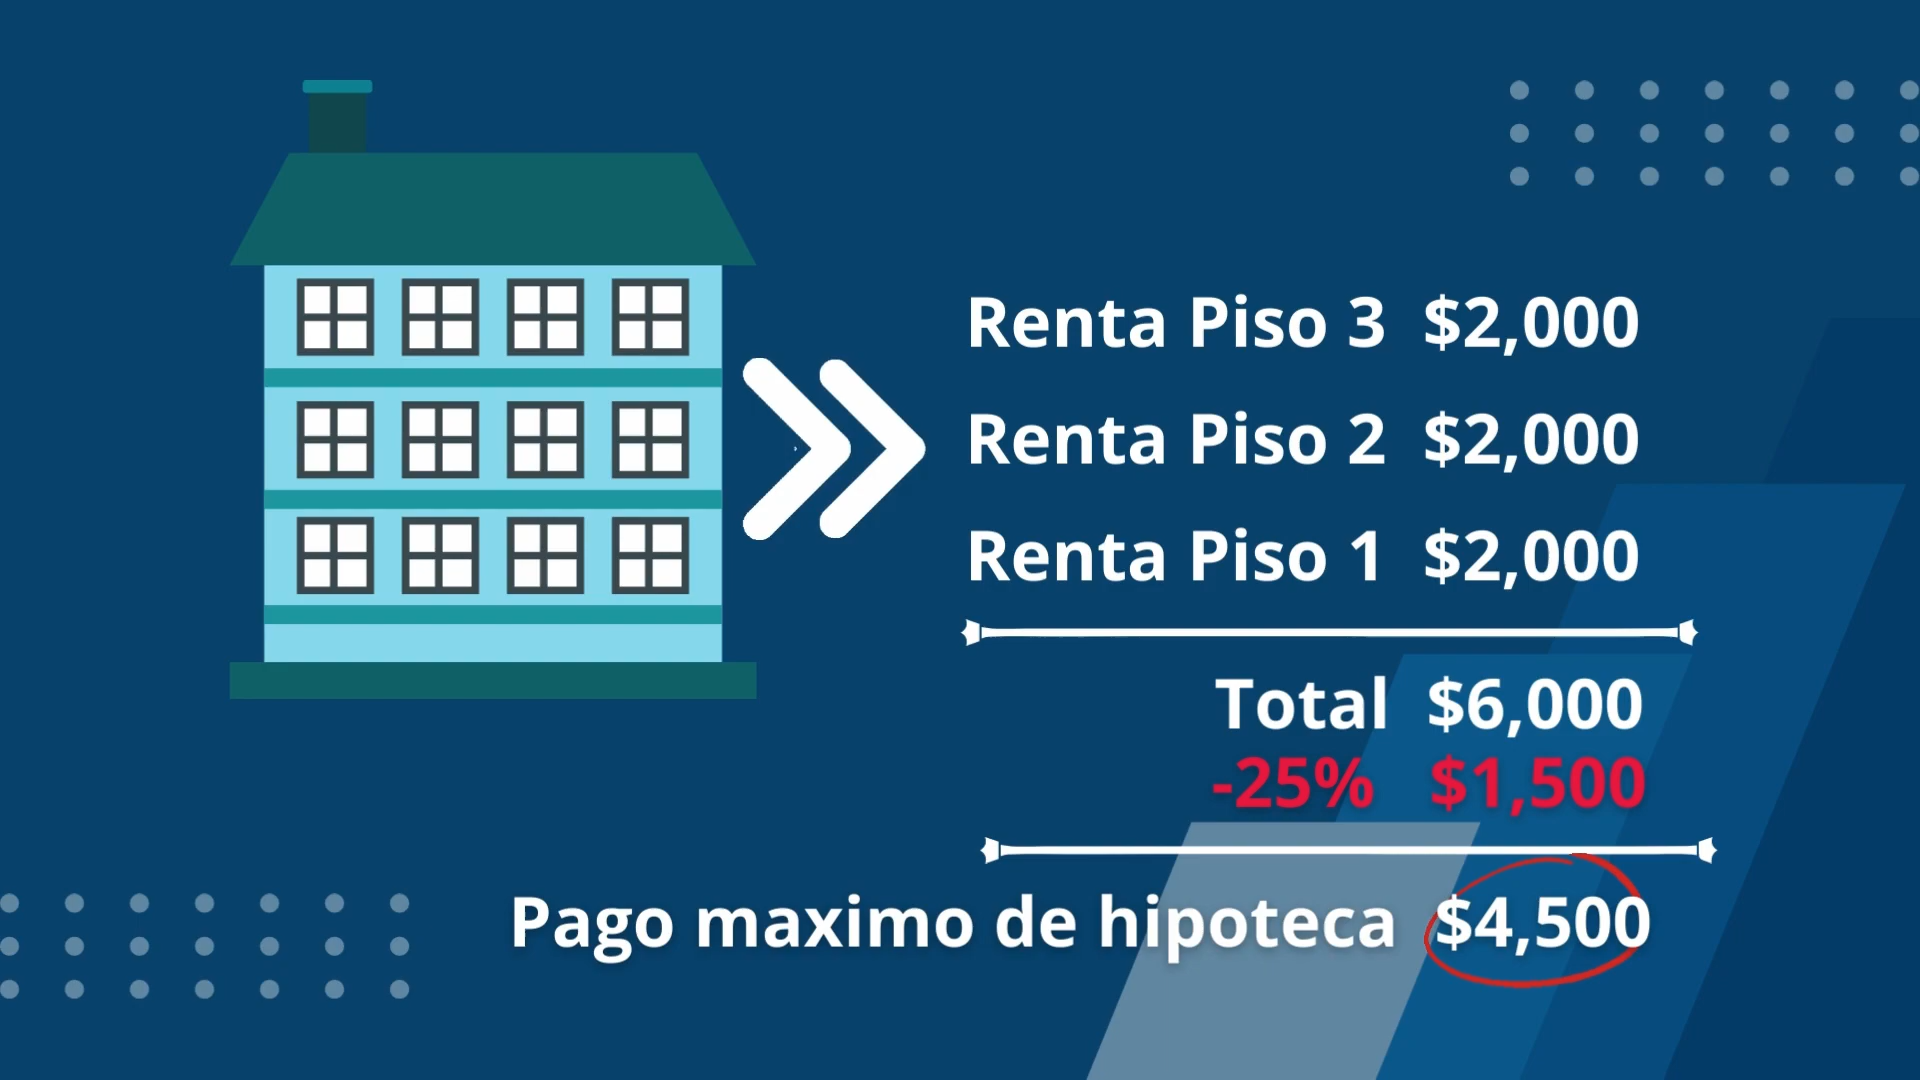 Renta Piso 3 $2,000
Renta Piso 2 $2,000
Renta Piso 1 $2,000
Total $6,000
-25% $1,500
Pago maximo de hipoteca $4,500